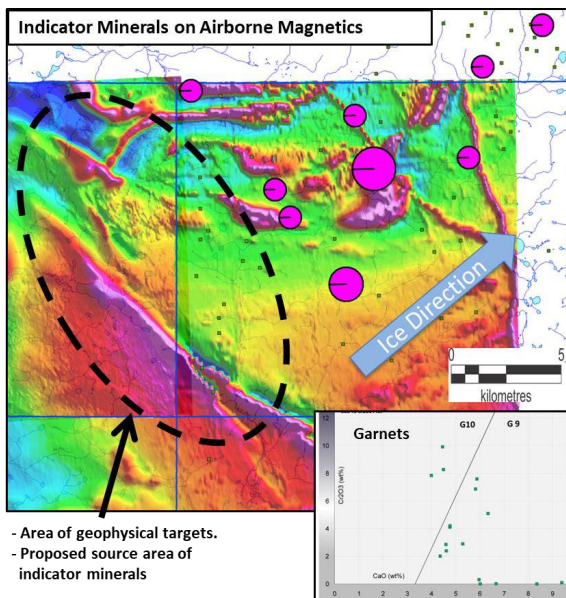 Indicator Minerals on Airborne Magnetics
Ice Direction
0 5
kilometres
Garnets
G10 G 9
12
10
8
6
4
2
0
Cr2O3 (wt%)
CaO (wt%)
0 1 2 3 4 5 6 7 8 9 10
- Area of geophysical targets.
- Proposed source area of
indicator minerals